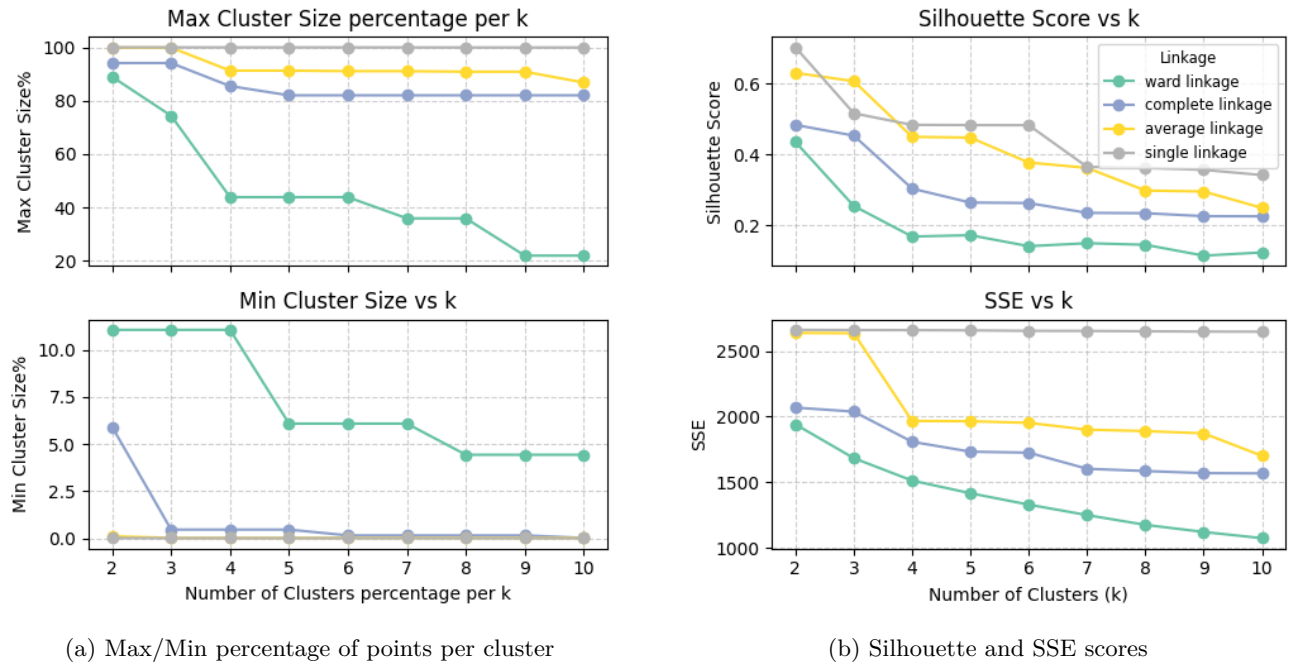 Max Cluster Size percentage per k
Max Cluster Size%
100
80
60
40
20
Min Cluster Size vs k
Min Cluster Size%
10.0
7.5
5.0
2.5
0.0
2 3 4 5 6 7 8 9 10
Number of Clusters percentage per k
(a) Max/Min percentage of points per cluster
Silhouette Score vs k
Silhouette Score
0.6
0.4
0.2
Linkage
ward linkage
complete linkage
average linkage
single linkage
SSE vs k
SSE
2500
2000
1500
1000
2 3 4 5 6 7 8 9 10
Number of Clusters (k)
(b) Silhouette and SSE scores